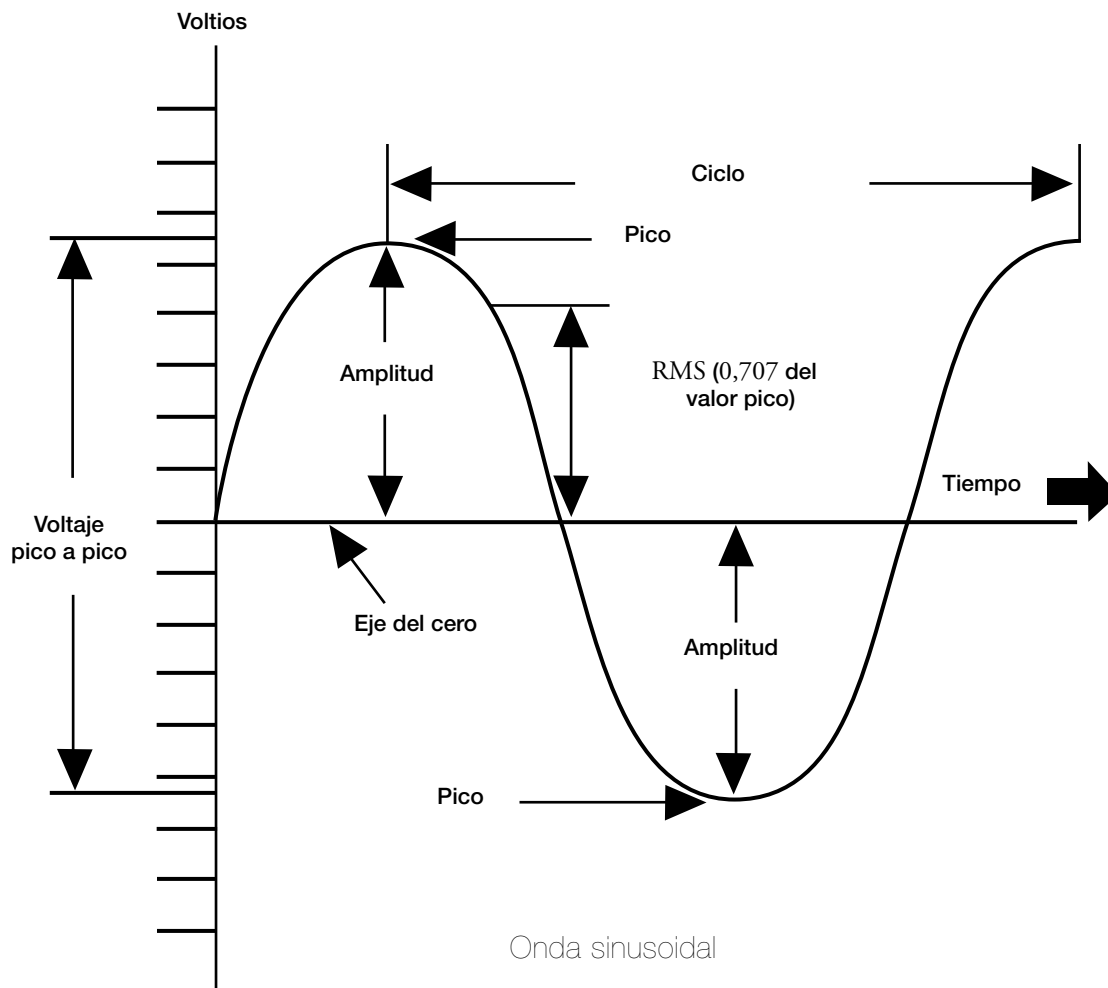 Voltios
Ciclo
Pico
Amplitud
RMS (0,707 del
valor pico)
Tiempo
Voltaje
pico a pico
Eje del cero
Amplitud
Pico
Onda sinusoidal